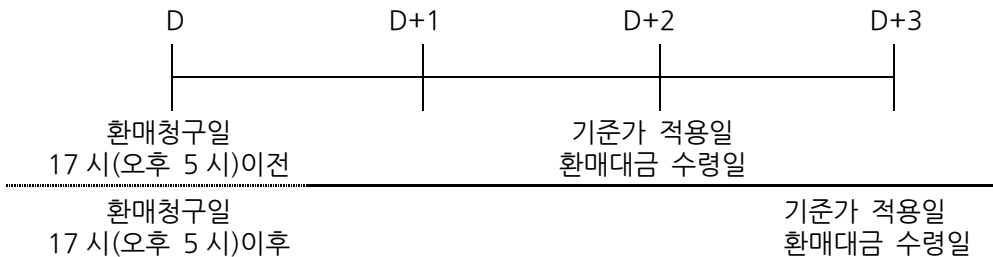 D D+1 D+2 D+3
환매청구일 기준가 적용일
17 시(오후 5 시)이전 환매대금 수령일
환매청구일 기준가 적용일
17 시(오후 5 시)이후 환매대금 수령일